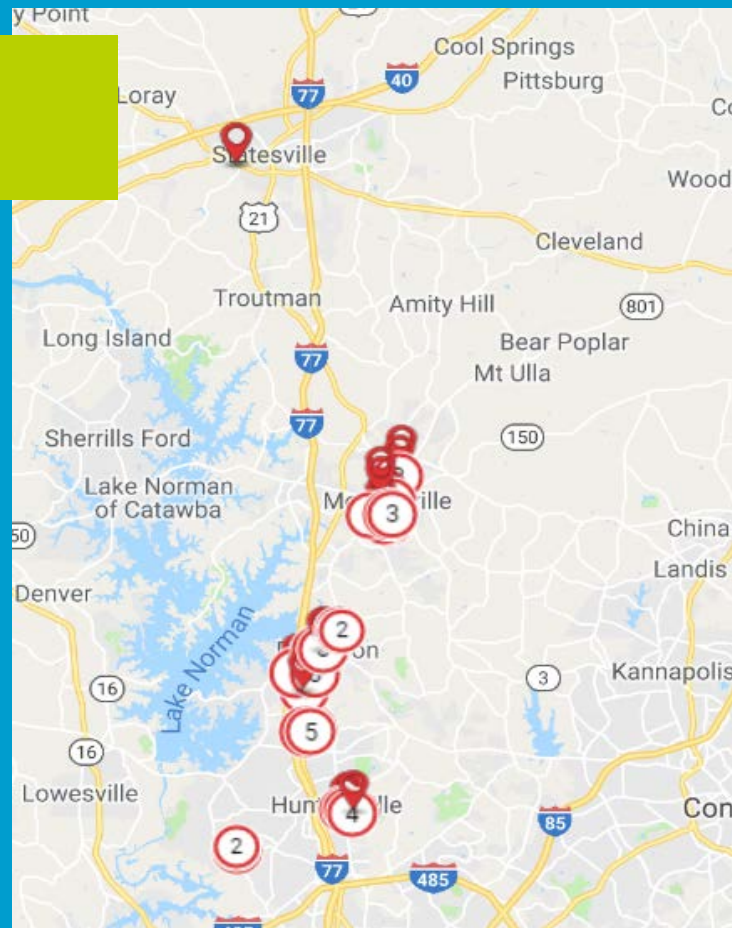 y Point
Cool Springs
40
77
Pittsburg
Loray
Statesville
Wood
21
Cleveland
Troutman
Amity Hill
801
Long Island
Bear Poplar
77
Mt Ulla
77
Sherrills Ford
150
Lake Norman
of Catawba
3
China
50
Landis
Denver
2
Lake Norman
Kannapolis
3
16
5
16
Lowesville
4
Con
85
2
77
485